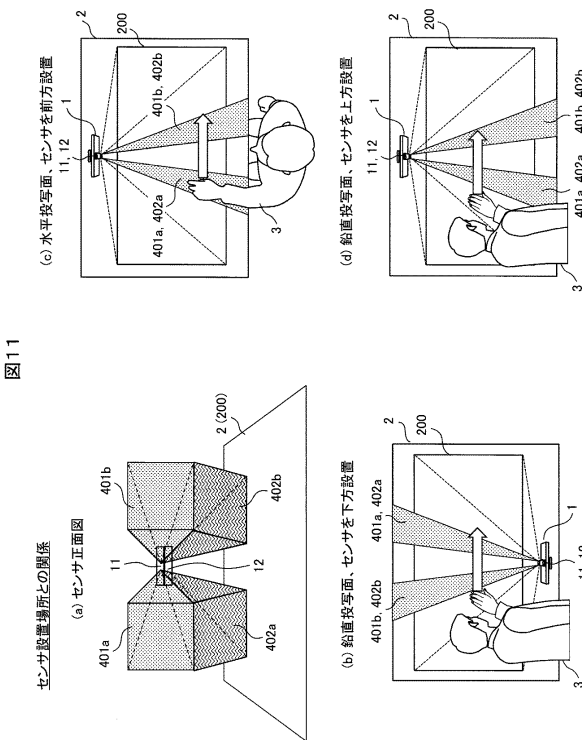 図11
センサ設置場所との関係
(a) センサ正面図
401a
11
401b
2 (200)
402a
12
402b
(b) 鉛直投写面、センサを下方設置
2
200
401b, 402b
401a, 402a
1
11, 12
3
(c) 水平投写面、センサを前方設置
11, 12
1
2
200
401a, 402a
401b, 402b
3
(d) 鉛直投写面、センサを上方設置
11, 12
1
2
200
401a, 402a
401b, 402b
3